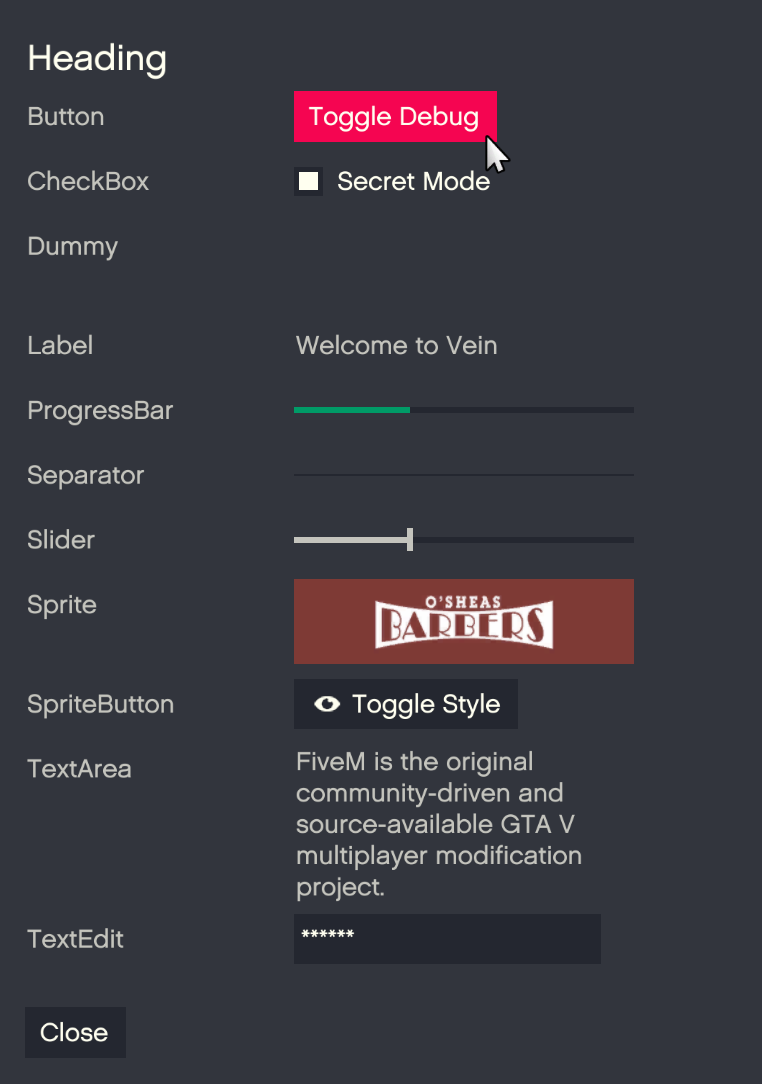 Heading
Button Toggle Debug
CheckBox Secret Mode
Dummy
Label Welcome to Vein
ProgressBar
Separator
Slider
Sprite O'SHEAS
BARBERS
SpriteButton Toggle Style
TextArea FiveM is the original
community-driven and
source-available GTA V
multiplayer modification
project.
TextEdit ******
Close